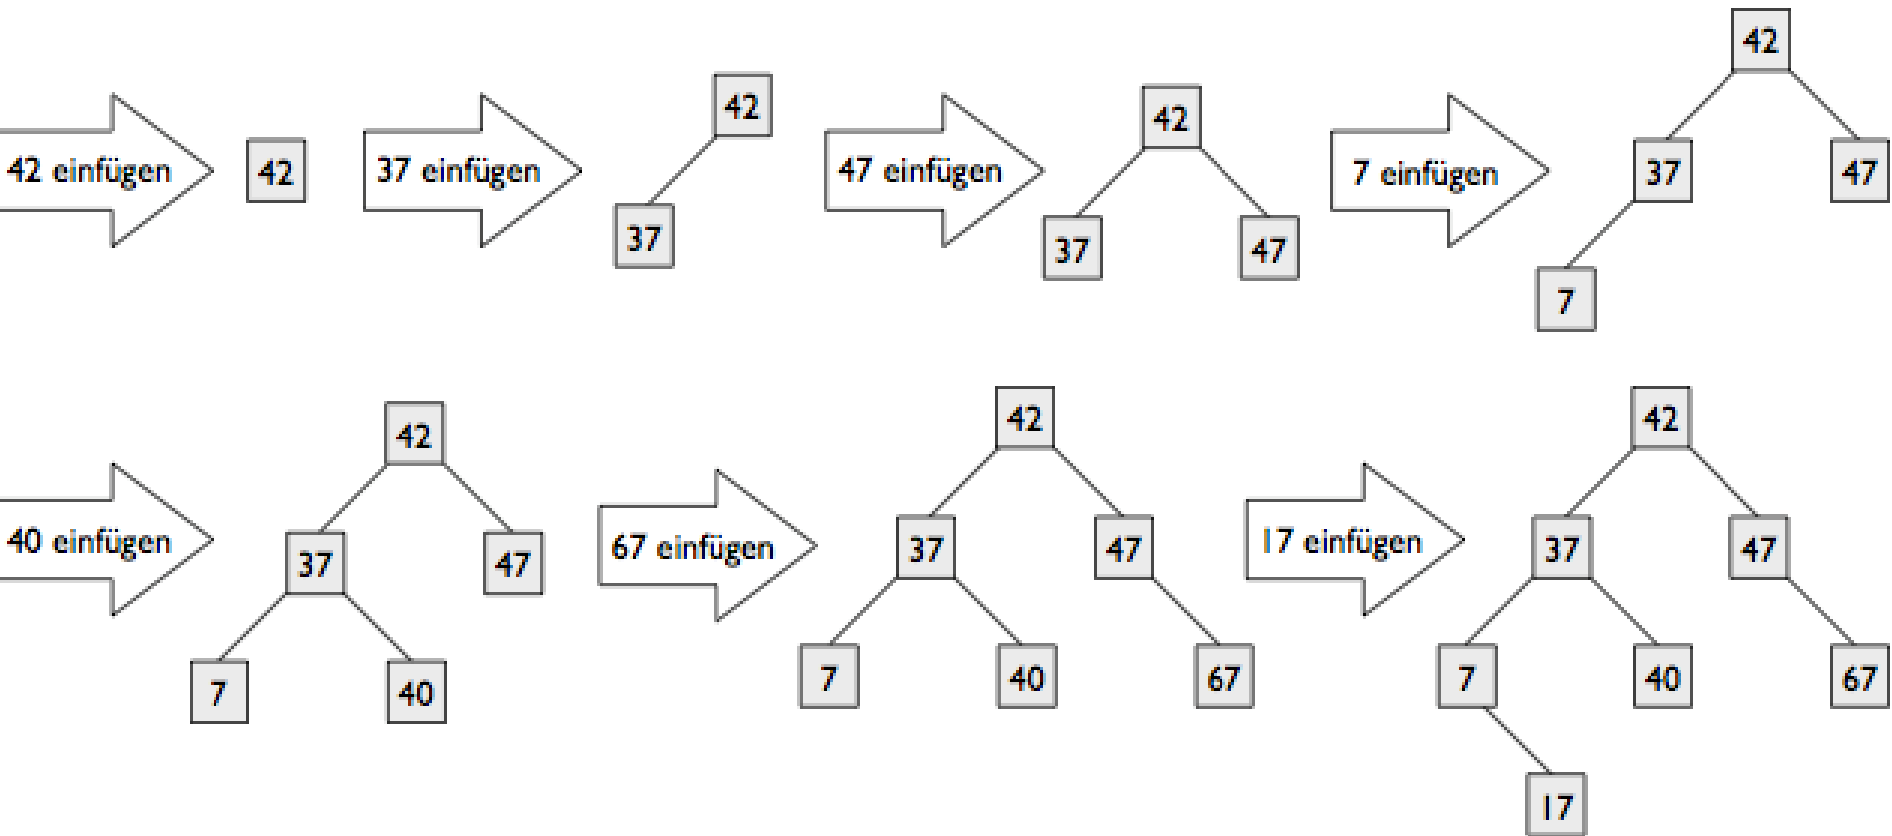 42 einfügen
42
37 einfügen
42
37
47 einfügen
42
37 47
7 einfügen
42
37 47
7
40 einfügen
42
37 47
7 40
67 einfügen
42
37 47
7 40 67
17 einfügen
42
37 47
7 40 67
17